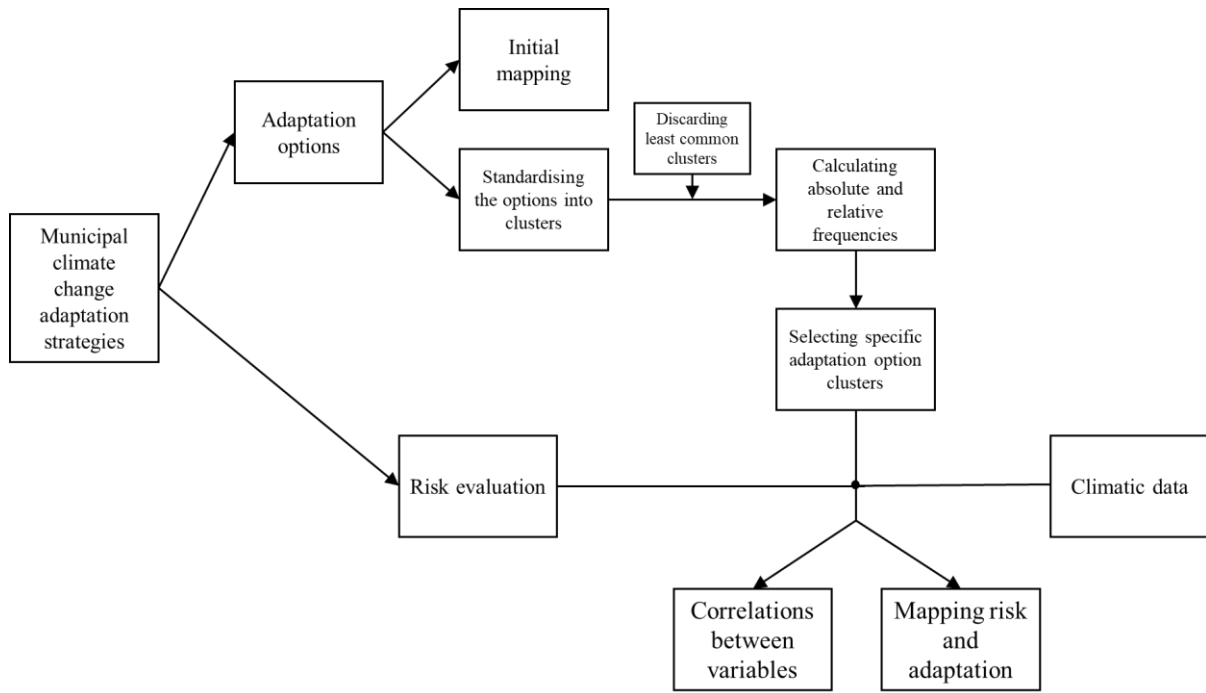 Initial
mapping
Adaptation
options
Discarding
least common
clusters
Standardising
the options into
clusters
Calculating
absolute and
relative
frequencies
Municipal
climate
change
adaptation
strategies
Selecting specific
adaptation option
clusters
Risk evaluation
Climatic data
Correlations
between
variables
Mapping risk
and
adaptation